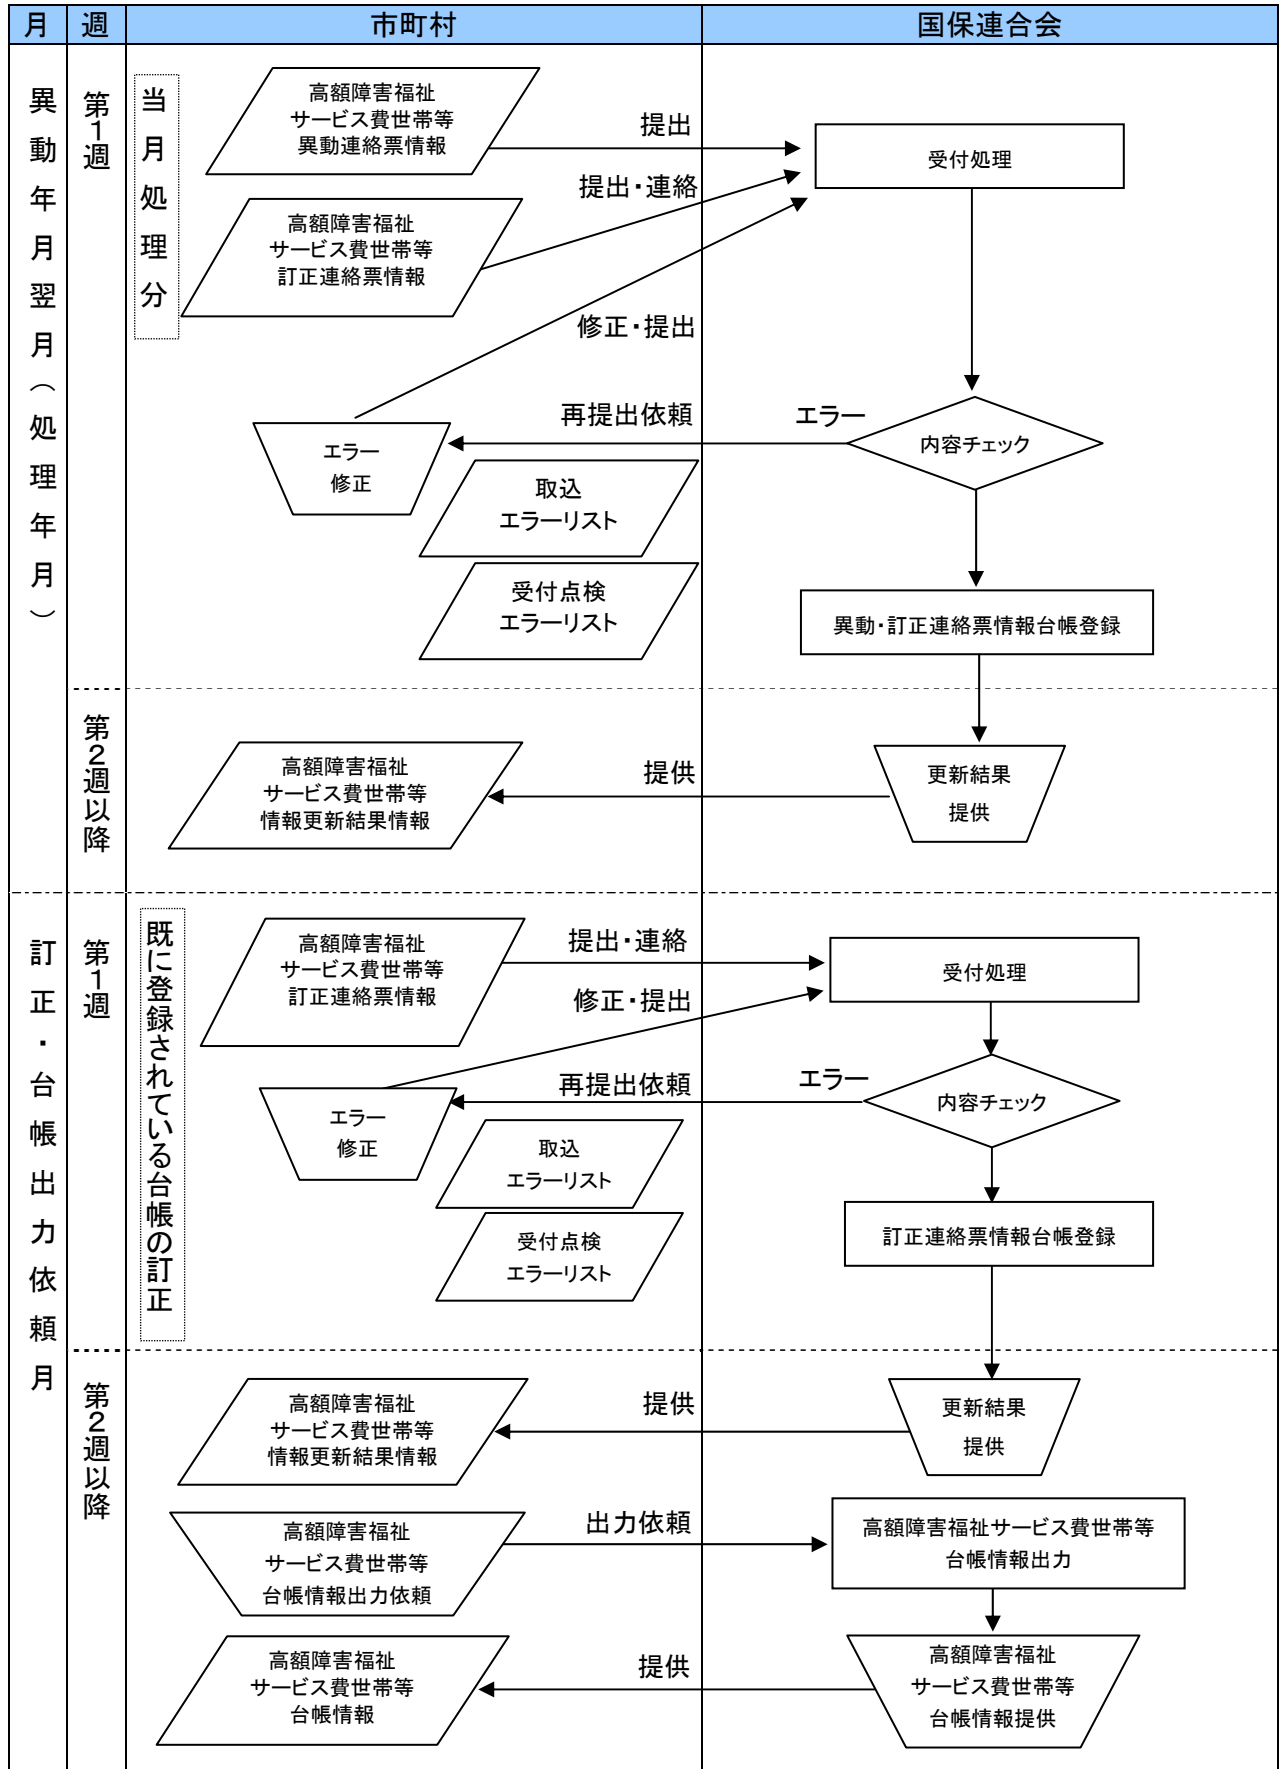 月
週
市町村
国保連合会
異動年月翌月（処理年月）
第１週
当月処理分
高額障害福祉
サービス費世帯等
異動連絡票情報
提出
受付処理
提出・連絡
高額障害福祉
サービス費世帯等
訂正連絡票情報
修正・提出
再提出依頼
エラー
内容チェック
エラー
修正
取込
エラーリスト
受付点検
エラーリスト
異動・訂正連絡票情報台帳登録
第２週以降
高額障害福祉
サービス費世帯等
情報更新結果情報
提供
更新結果
提供
訂正・台帳出力依頼月
第１週
既に登録されている台帳の訂正
高額障害福祉
サービス費世帯等
訂正連絡票情報
提出・連絡
受付処理
修正・提出
再提出依頼
エラー
内容チェック
エラー
修正
取込
エラーリスト
受付点検
エラーリスト
訂正連絡票情報台帳登録
第２週以降
高額障害福祉
サービス費世帯等
情報更新結果情報
提供
更新結果
提供
高額障害福祉
サービス費世帯等
台帳情報出力依頼
出力依頼
高額障害福祉サービス費世帯等
台帳情報出力
高額障害福祉
サービス費世帯等
台帳情報
提供
高額障害福祉
サービス費世帯等
台帳情報提供